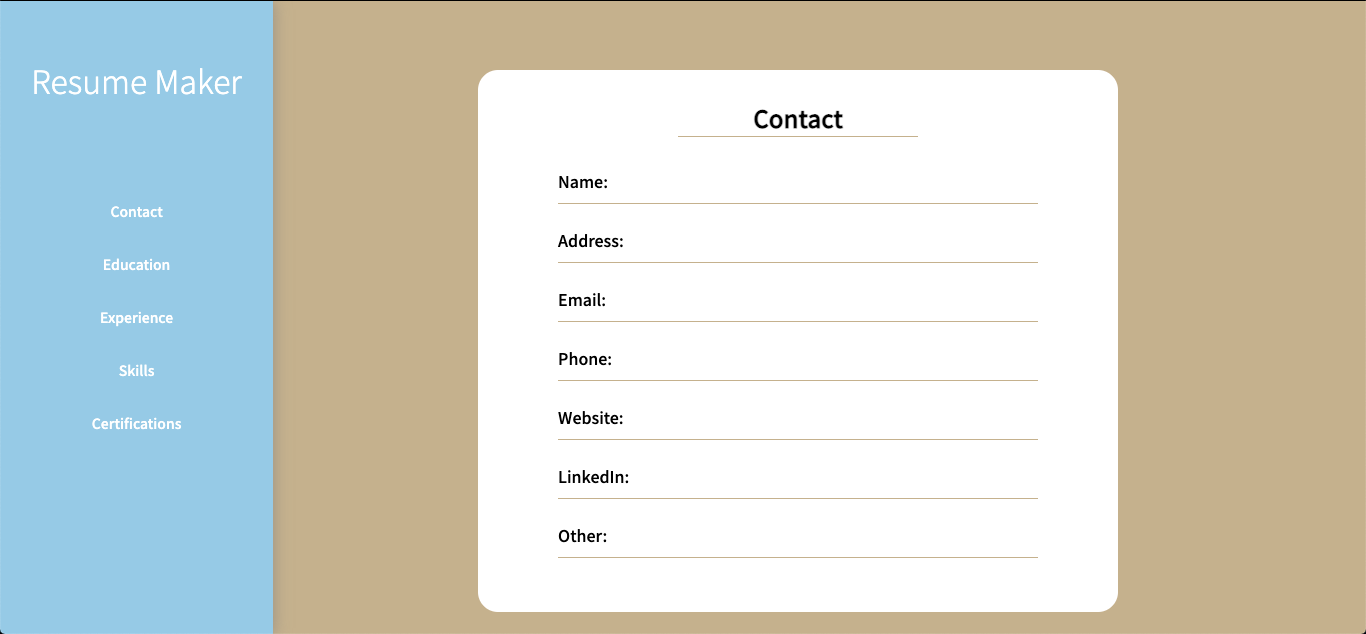 Resume Maker
Contact
Education
Experience
Skills
Certifications
Contact
Name:
Address:
Email:
Phone:
Website:
LinkedIn:
Other: